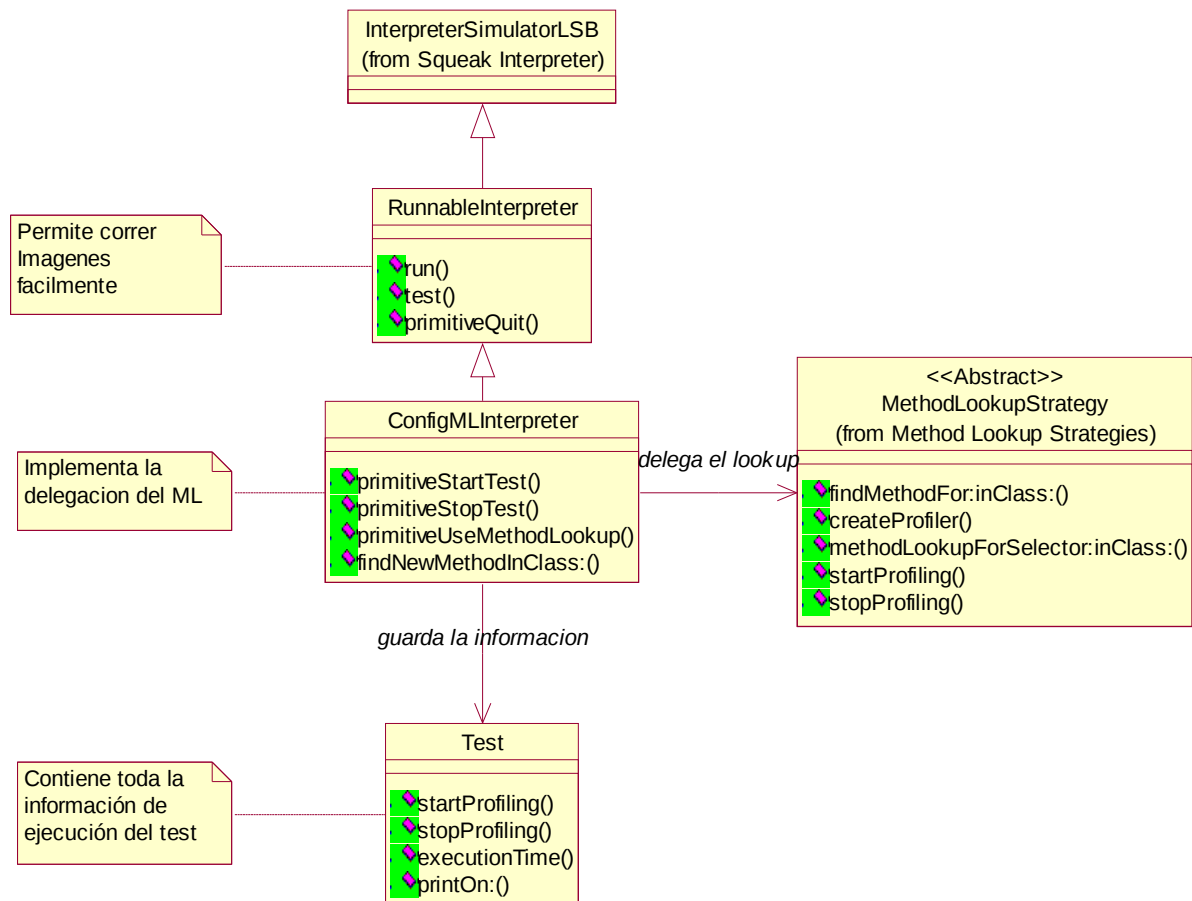 InterpreterSimulatorLSB
(from Squeak Interpreter)
RunnableInterpreter
run()
test()
primitiveQuit()
Permite correr
Imagenes
facilmente
ConfigMLInterpreter
primitiveStartTest()
primitiveStopTest()
primitiveUseMethodLookup()
findNewMethodInClass:()
Implementa la
delegacion del ML
delega el lookup
<<Abstract>>
MethodLookupStrategy
(from Method Lookup Strategies)
findMethodFor:inClass:()
createProfiler()
methodLookupForSelector:inClass:()
startProfiling()
stopProfiling()
guarda la informacion
Test
startProfiling()
stopProfiling()
executionTime()
printOn:()
Contiene toda la
información de
ejecución del test